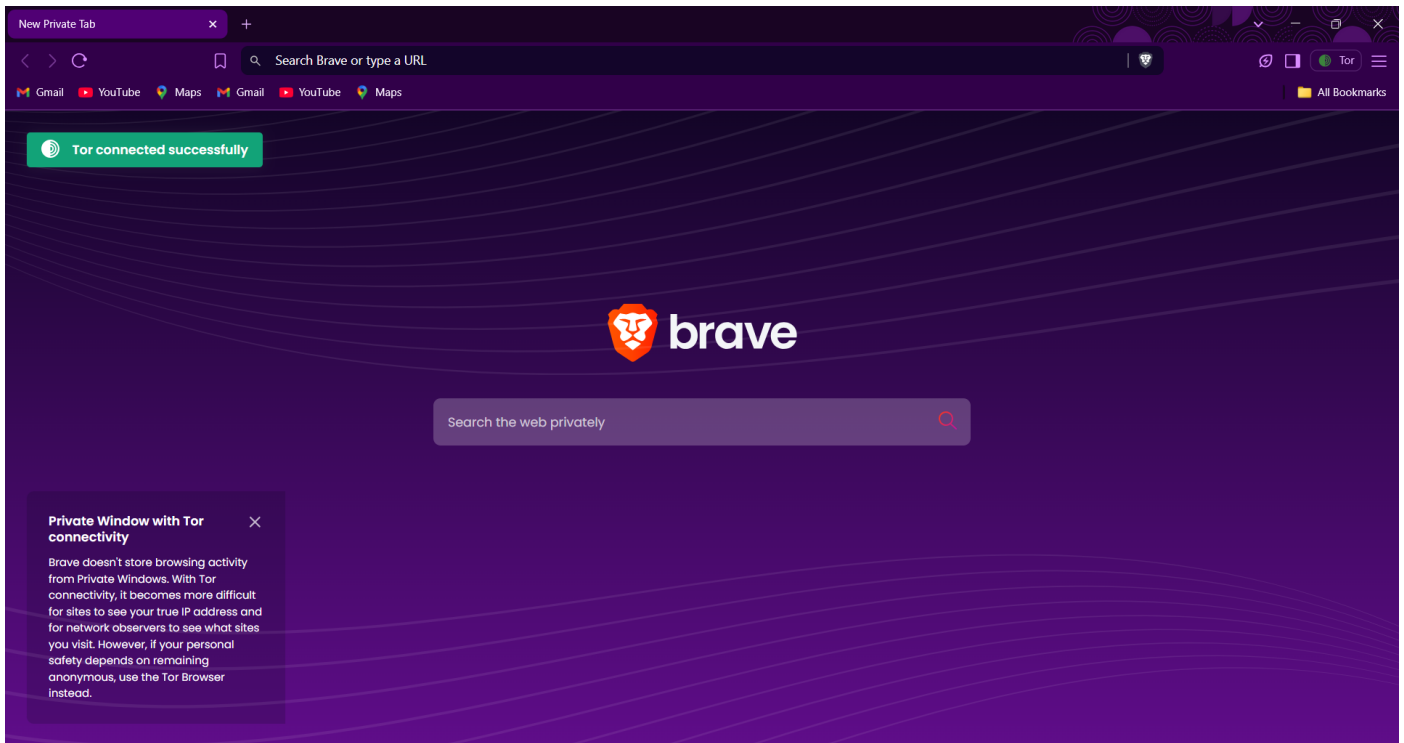 New Private Tab
Search Brave or type a URL
Tor
Gmail YouTube Maps Gmail YouTube Maps All Bookmarks
Tor connected successfully
brave
Search the web privately
Private Window with Tor
connectivity
Brave doesn't store browsing activity
from Private Windows. With Tor
connectivity, it becomes more difficult
for sites to see your true IP address and
for network observers to see what sites
you visit. However, if your personal
safety depends on remaining
anonymous, use the Tor Browser
instead.